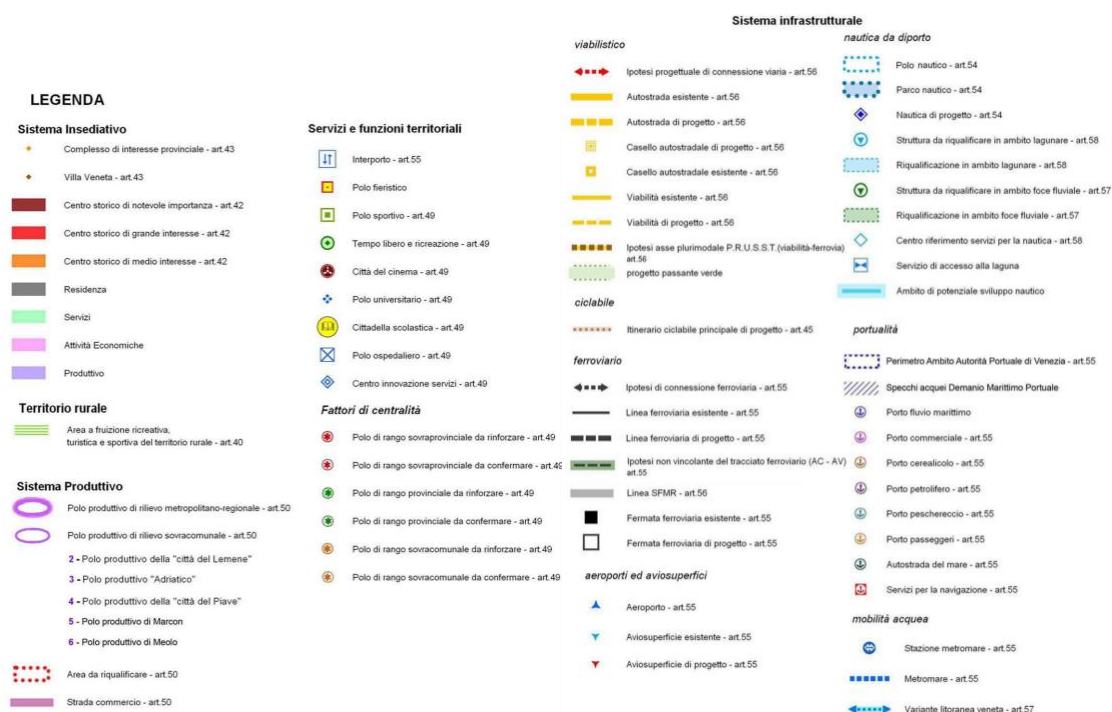 LEGENDA
Sistema Insediativo
Complesso di interesse provinciale - art.43
Villa Veneta - art.43
Centro storico di notevole importanza - art.42
Centro storico di grande interesse - art.42
Centro storico di medio interesse - art.42
Residenza
Servizi
Attività Economiche
Produttivo
Territorio rurale
Area a fruizione ricreativa,
turistica e sportiva del territorio rurale - art.40
Sistema Produttivo
Polo produttivo di rilievo metropolitano-regionale - art.50
Polo produttivo di rilievo sovracomunale - art.50
2 - Polo produttivo della "città del Lemene"
3 - Polo produttivo "Adriatico"
4 - Polo produttivo della "città del Piave"
5 - Polo produttivo di Marcon
6 - Polo produttivo di Meolo
Area da riqualificare - art.50
Strada commercio - art.50
Servizi e funzioni territoriali
Interporto - art.55
Polo fieristico
Polo sportivo - art.49
Tempo libero e ricreazione - art.49
Città del cinema - art.49
Polo universitario - art.49
Cittadella scolastica - art.49
Polo ospedaliero - art.49
Centro innovazione servizi - art.49
Fattori di centralità
Polo di rango sovraprovinciale da rinforzare - art.49
Polo di rango sovraprovinciale da confermare - art.49
Polo di rango provinciale da rinforzare - art.49
Polo di rango provinciale da confermare - art.49
Polo di rango sovracomunale da rinforzare - art.49
Polo di rango sovracomunale da confermare - art.49
Sistema infrastrutturale
viabilistico
Ipotesi progettuale di connessione viaria - art.56
Autostrada esistente - art.56
Autostrada di progetto - art.56
Casello autostradale di progetto - art.56
Casello autostradale esistente - art.56
Viabilità esistente - art.56
Viabilità di progetto - art.56
Ipotesi asse plurimodale P.R.U.S.S.T.(viabilità-ferrovia)
art.56
progetto passante verde
ciclabile
Itinerario ciclabile principale di progetto - art.45
ferroviario
Ipotesi di connessione ferroviaria - art.55
Linea ferroviaria esistente - art.55
Linea ferroviaria di progetto - art.55
Ipotesi non vincolante del tracciato ferroviario (AC - AV)
art.55
Linea SFMR - art.56
Fermata ferroviaria esistente - art.55
Fermata ferroviaria di progetto - art.55
aeroporti ed aviosuperfici
Aeroporto - art.55
Aviosuperficie esistente - art.55
Aviosuperficie di progetto - art.55
nautica da diporto
Polo nautico - art.54
Parco nautico - art.54
Nautica di progetto - art.54
Struttura da riqualificare in ambito lagunare - art.58
Riqualificazione in ambito lagunare - art.58
Struttura da riqualificare in ambito foce fluviale - art.57
Riqualificazione in ambito foce fluviale - art.57
Centro riferimento servizi per la nautica - art.58
Servizio di accesso alla laguna
Ambito di potenziale sviluppo nautico
portualità
Perimetro Ambito Autorità Portuale di Venezia - art.55
Specchi acquei Demanio Marittimo Portuale
Porto fluvio marittimo
Porto commerciale - art.55
Porto cerealicolo - art.55
Porto petrolifero - art.55
Porto peschereccio - art.55
Porto passeggeri - art.55
Autostrada del mare - art.55
Servizi per la navigazione - art.55
mobilità acquea
Stazione metromare - art.55
Metromare - art.55
Variante litoranea veneta - art.57